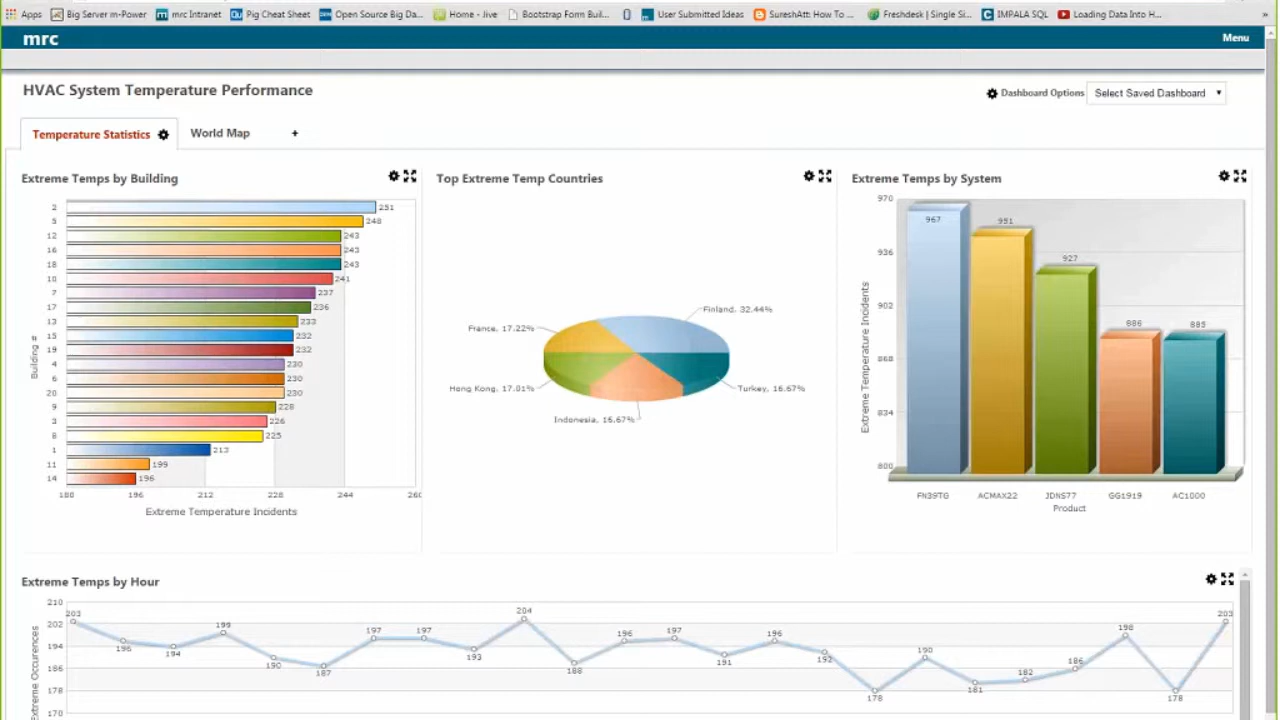 Apps Big Server m-Power mrc Intranet Pig Cheat Sheet Open Source Big Da... Home - Jive Bootstrap Form Buil... User Submitted Ideas SureshAtt: How To ... Freshdesk | Single Si... IMPALA SQL Loading Data Into H... »
mrc Menu
HVAC System Temperature Performance
Dashboard Options Select Saved Dashboard
Temperature Statistics World Map +
Extreme Temps by Building
2 251
5 248
12 243
16 243
18 243
10 241
7 237
17 236
13 233
15 232
19 232
4 230
6 230
20 230
9 228
3 226
8 225
1 213
11 199
14 196
180 196 212 228 244 260
Building #
Extreme Temperature Incidents
Top Extreme Temp Countries
Finland, 32.44%
France, 17.22%
Hong Kong, 17.01%
Turkey, 16.67%
Indonesia, 16.67%
Extreme Temps by System
970
936
902
868
834
800
Extreme Temperature Incidents
967 951 927 886 885
FN39TG ACMAX22 JDNS77 GG1919 AC1000
Product
Extreme Temps by Hour
210
202
194
186
178
170
Extreme Occurences
203 196 194 199 190 187 197 197 193 204 188 196 197 191 196 192 178 190 181 182 186 198 178 203